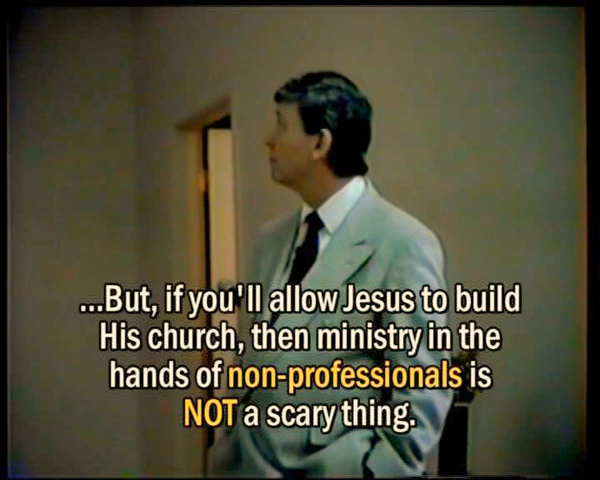 ...But, if you'll allow Jesus to build
His church, then ministry in the
hands of non-professionals is
NOT a scary thing.